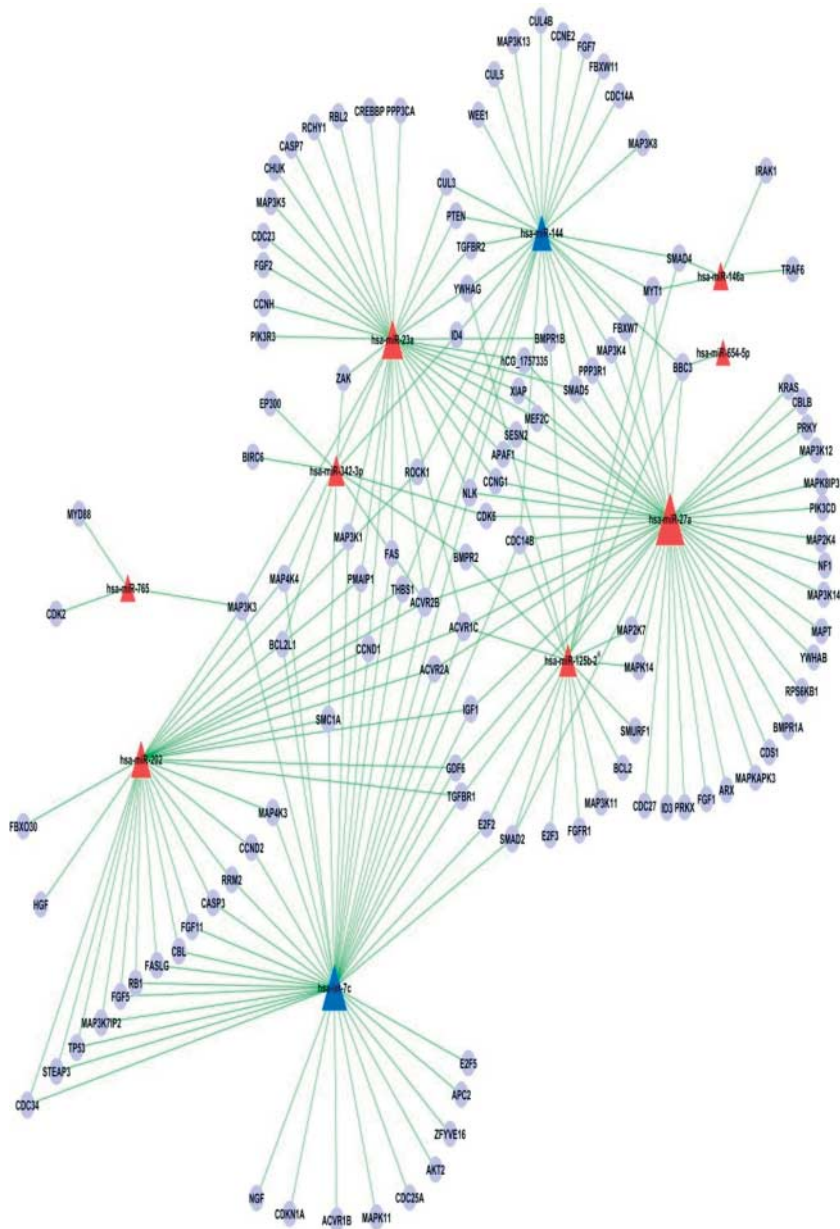 CUL4B
MAP3K13
CCNE2
FGF7
CUL5
FBXW11
CDC14A
WEE1
CREBBP
PPP3CA
RBL2
RCHY1
CASP7
MAP3K8
CHUK
IRAK1
CUL3
MAP3K5
PTEN
hsa-miR-144
CDC23
TGFBR2
SMAD4
FGF2
hsa-miR-146a
TRAF6
YWHAG
MYT1
CCNH
FBXW7
PIK3R3
hsa-miR-23a
ID4
BMPR1B
MAP3K4
hsa-miR-654-5p
hCG_1757335
PPP3R1
BBC3
ZAK
XIAP
SMAD5
KRAS
EP300
MEF2C
CBLB
SESN2
PRKY
BIRC6
APAF1
MAP3K12
hsa-miR-342-3p
ROCK1
CCNG1
MAPK8IP3
NLK
MYD88
CDK6
hsa-miR-27a
PIK3CD
MAP3K1
CDC14B
MAP2K4
FAS
BMPR2
NF1
hsa-miR-765
MAP4K4
PMAIP1
THBS1
MAP3K14
CDK2
MAP3K3
ACVR2B
ACVR1C
MAP2K7
MAPT
BCL2L1
CCND1
YWHAB
ACVR2A
hsa-miR-125b-2*
MAPK14
RPS6KB1
SMC1A
IGF1
SMURF1
BMPR1A
hsa-miR-202
GDF6
BCL2
CDS1
TGFBR1
MAPKAPK3
MAP3K11
CDC27
ID3
PRKX
FGF1
ARX
FBXO30
MAP4K3
E2F2
SMAD2
E2F3
FGFR1
CCND2
RRM2
HGF
CASP3
FGF11
CBL
FASLG
RB1
FGF5
MAP3K7IP2
TP53
STEAP3
CDC34
E2F5
APC2
ZFYVE16
AKT2
CDC25A
NGF
CDKN1A
ACVR1B
MAPK11